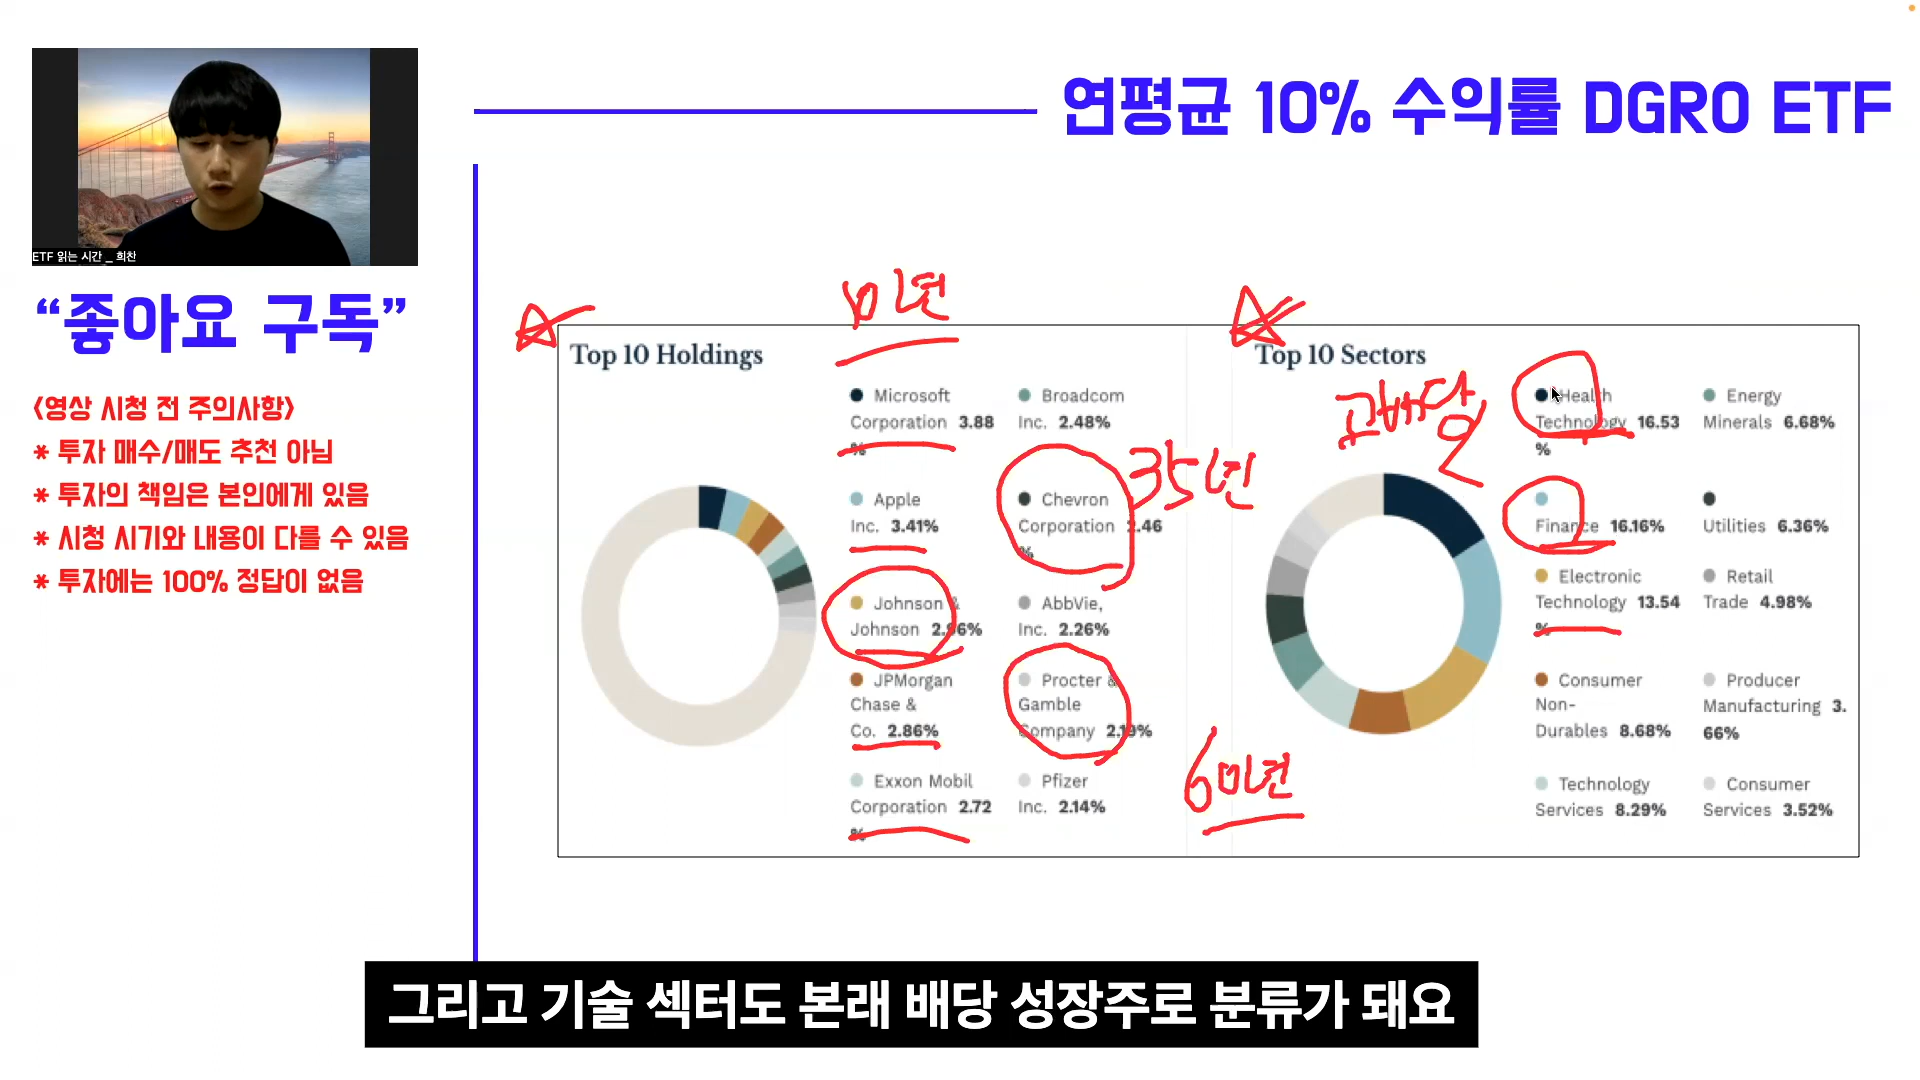 연평균 10% 수익률 DGRO ETF
ETF 읽는 시간 _ 희찬
“좋아요 구독”
<영상 시청 전 주의사항>
* 투자 매수/매도 추천 아님
* 투자의 책임은 본인에게 있음
* 시청 시기와 내용이 다를 수 있음
* 투자에는 100% 정답이 없음
10년
Top 10 Holdings
Microsoft
Corporation 3.88
%
Apple
Inc. 3.41%
Johnson &
Johnson 2.96%
JPMorgan
Chase &
Co. 2.86%
Exxon Mobil
Corporation 2.72
%
Broadcom
Inc. 2.48%
Chevron
Corporation 2.46
%
35년
AbbVie,
Inc. 2.26%
Procter &
Gamble
Company 2.19%
60년
Pfizer
Inc. 2.14%
Top 10 Sectors
고배당
Health
Technology 16.53
%
Finance 16.16%
Electronic
Technology 13.54
%
Consumer
Non-
Durables 8.68%
Technology
Services 8.29%
Energy
Minerals 6.68%
Utilities 6.36%
Retail
Trade 4.98%
Producer
Manufacturing 3.
66%
Consumer
Services 3.52%
그리고 기술 섹터도 본래 배당 성장주로 분류가 돼요